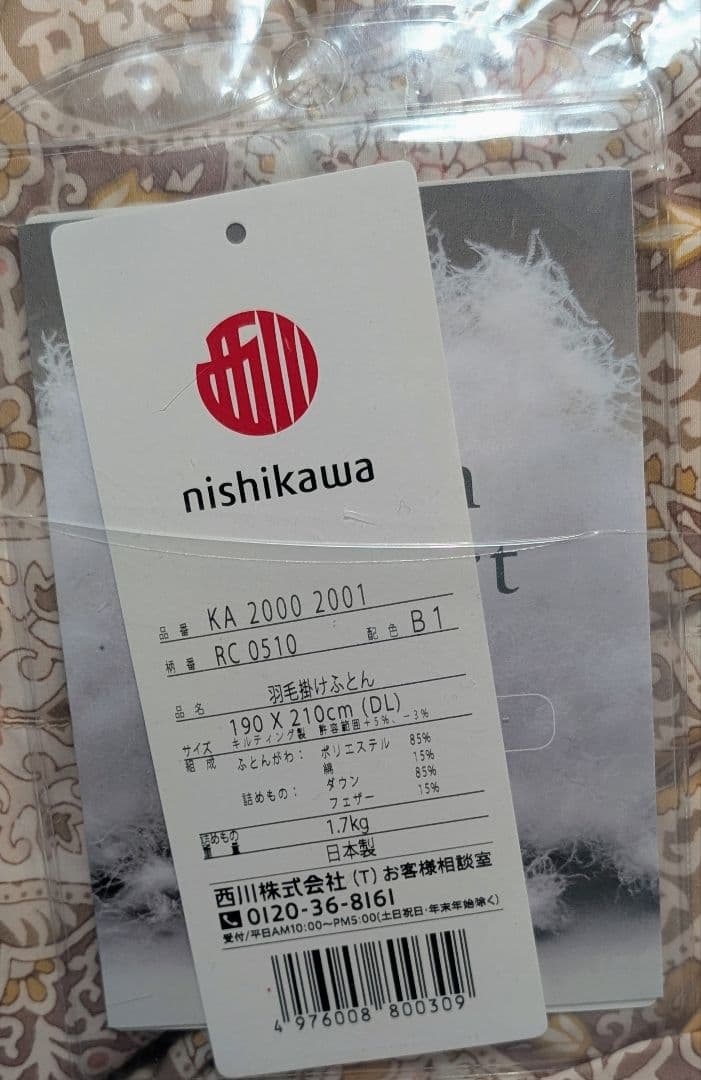 西川
nishikawa
品番 KA 2000 2001
柄番 RC 0510 配色 B1
品名 羽毛掛けふとん
サイズ 190 X 210cm (DL)
キルティング製 許容範囲+5%、-3%
組成 ふとんがわ： ポリエステル 85%
綿 15%
詰めもの： ダウン 85%
フェザー 15%
詰めもの重量 1.7kg
日本製
西川株式会社 (T) お客様相談室
0120-36-8161
受付/平日AM10:00〜PM5:00(土日祝日・年末年始除く)
4 976008 800309